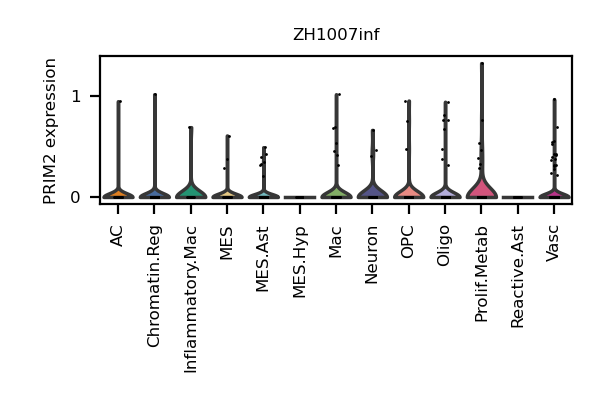 ZH1007inf
PRIM2 expression
1
0
AC
Chromatin.Reg
Inflammatory.Mac
MES
MES.Ast
MES.Hyp
Mac
Neuron
OPC
Oligo
Prolif.Metab
Reactive.Ast
Vasc